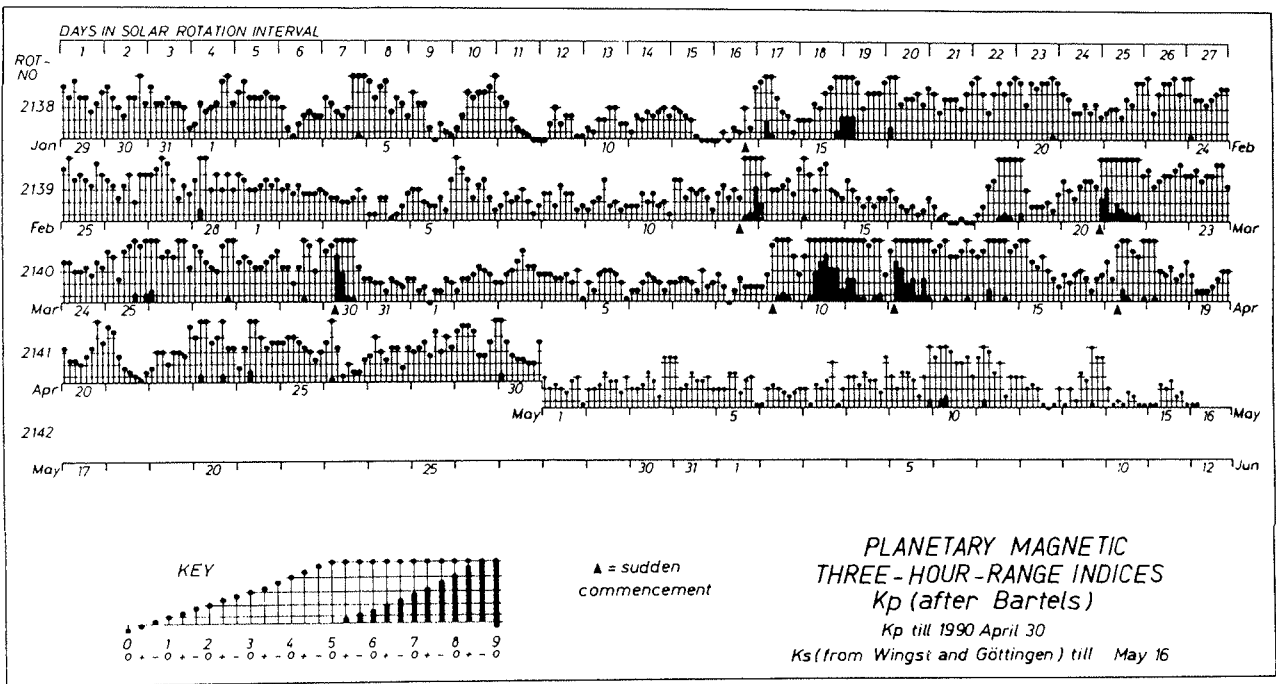 DAYS IN SOLAR ROTATION INTERVAL
ROT-NO 1 2 3 4 5 6 7 8 9 10 11 12 13 14 15 16 17 18 19 20 21 22 23 24 25 26 27
2138
Jan 29 30 31 1 5 10 15 20 24 Feb
2139
Feb 25 28 1 5 10 15 20 23 Mar
2140
Mar 24 25 30 31 1 5 10 15 19 Apr
2141
Apr 20 25 30
May 1 5 10 15 16 May
2142
May 17 20 25 30 31 1 5 10 12 Jun
KEY
0 1 2 3 4 5 6 7 8 9
o + - o + - o + - o + - o + - o + - o + - o + - o + - o
▲ = sudden
commencement
PLANETARY MAGNETIC
THREE-HOUR-RANGE INDICES
Kp (after Bartels)
Kp till 1990 April 30
Ks (from Wingst and Göttingen) till May 16